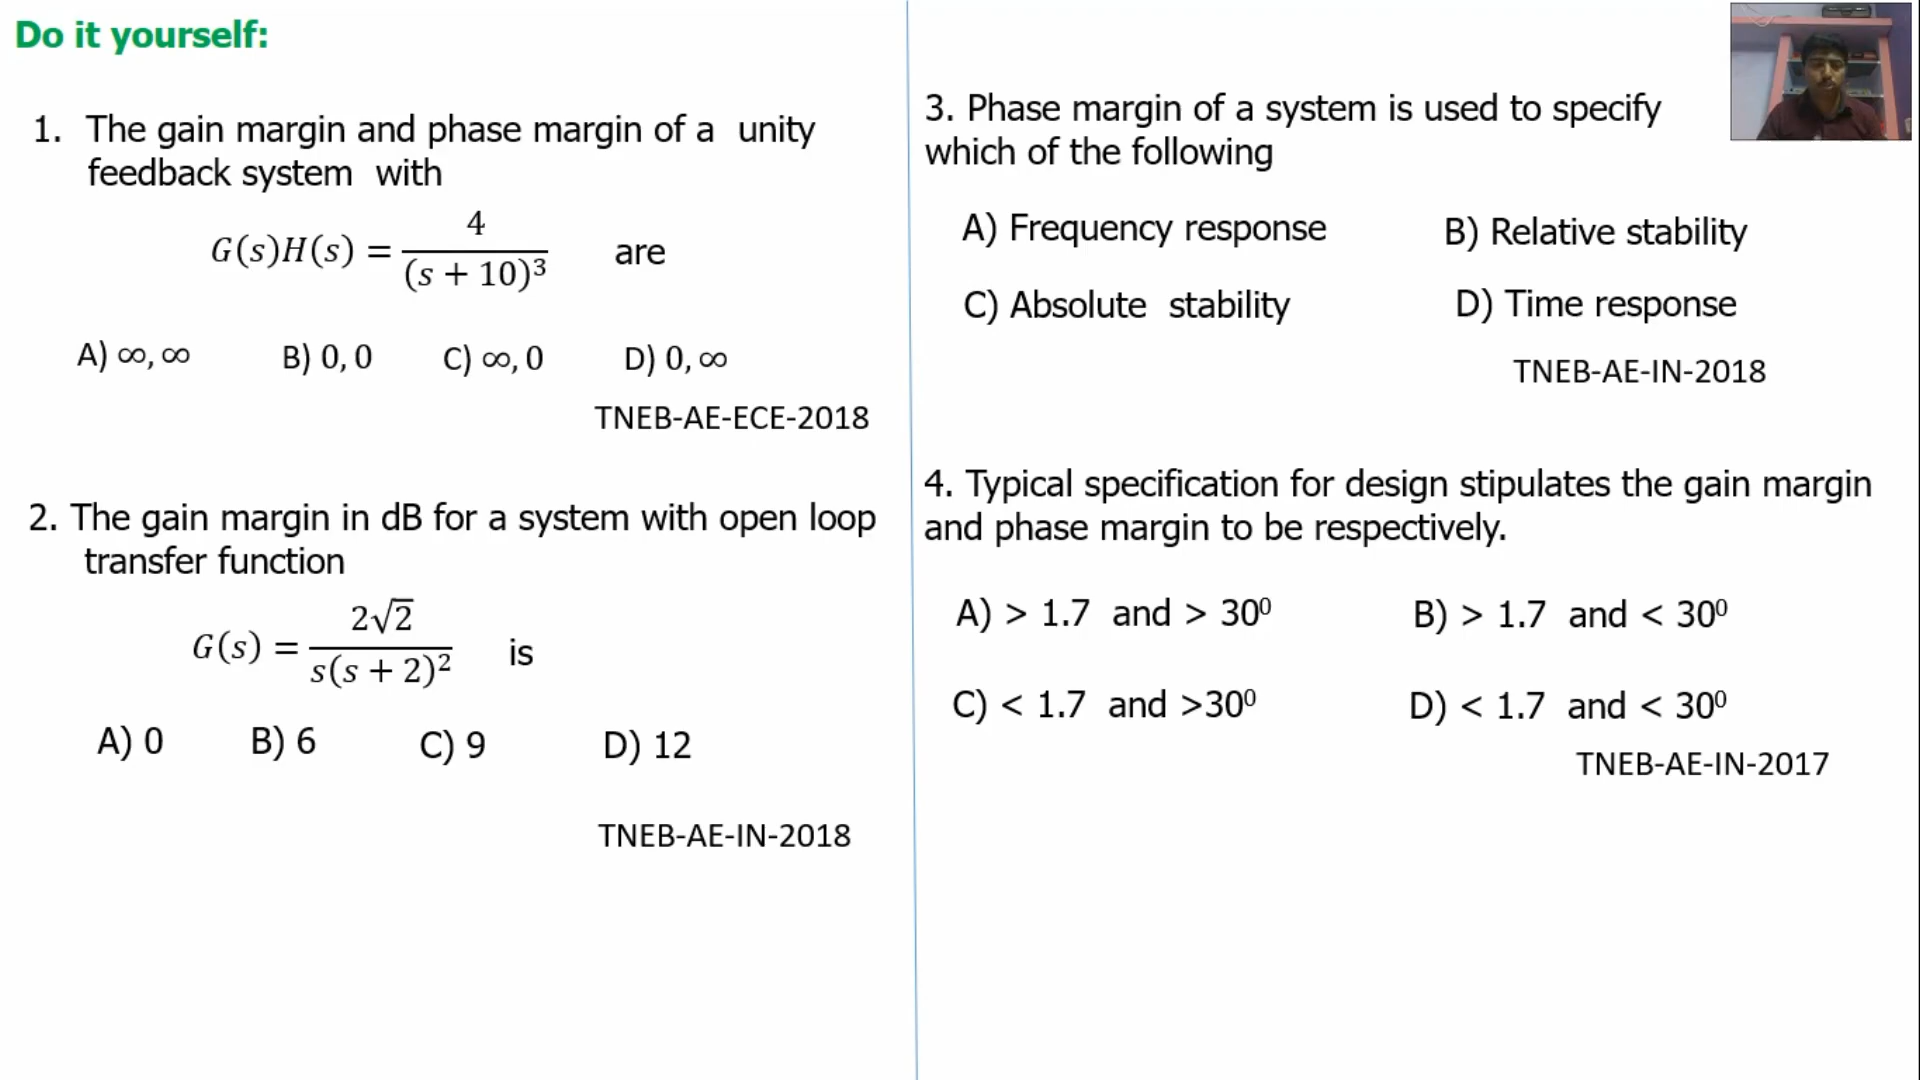 Do it yourself:
1. The gain margin and phase margin of a unity
feedback system with
G(s)H(s) = 4/(s + 10)³ are
A) ∞, ∞ B) 0, 0 C) ∞, 0 D) 0, ∞
TNEB-AE-ECE-2018
2. The gain margin in dB for a system with open loop
transfer function
G(s) = 2√2/s(s + 2)² is
A) 0 B) 6 C) 9 D) 12
TNEB-AE-IN-2018
3. Phase margin of a system is used to specify
which of the following
A) Frequency response B) Relative stability
C) Absolute stability D) Time response
TNEB-AE-IN-2018
4. Typical specification for design stipulates the gain margin
and phase margin to be respectively.
A) > 1.7 and > 30⁰ B) > 1.7 and < 30⁰
C) < 1.7 and >30⁰ D) < 1.7 and < 30⁰
TNEB-AE-IN-2017